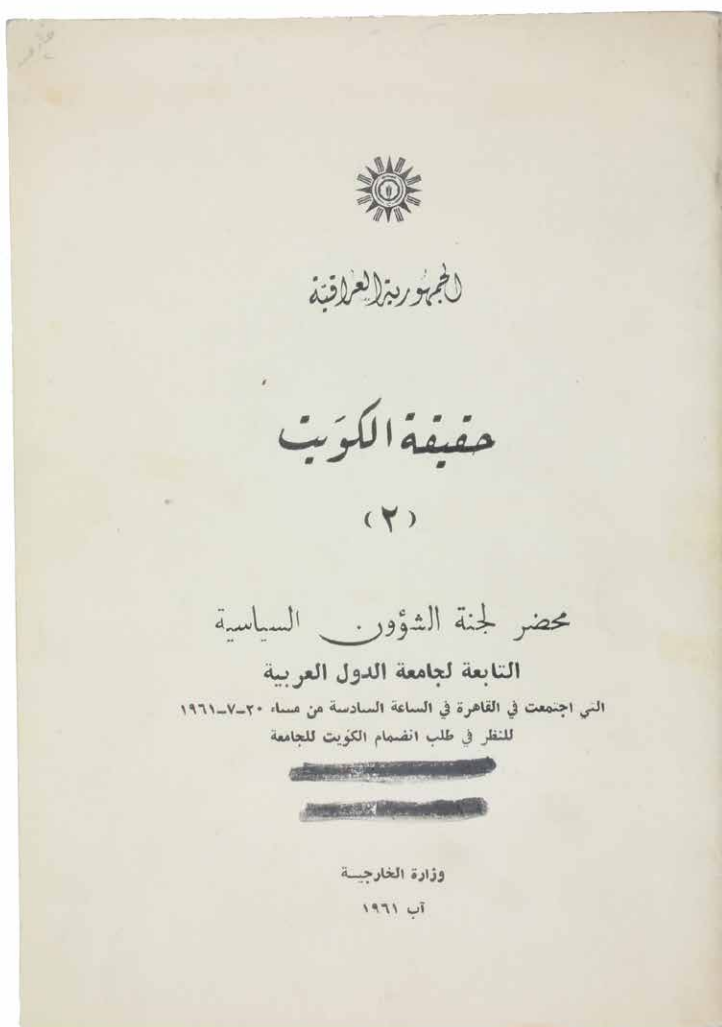 الجمهورية العراقية
حقيقة الكويت
(٢)
محضر لجنة الشؤون السياسية
التابعة لجامعة الدول العربية
التي اجتمعت في القاهرة في الساعة السادسة من مساء ٢٠-٧-١٩٦١
للنظر في طلب انضمام الكويت للجامعة
وزارة الخارجيــة
آب ١٩٦١